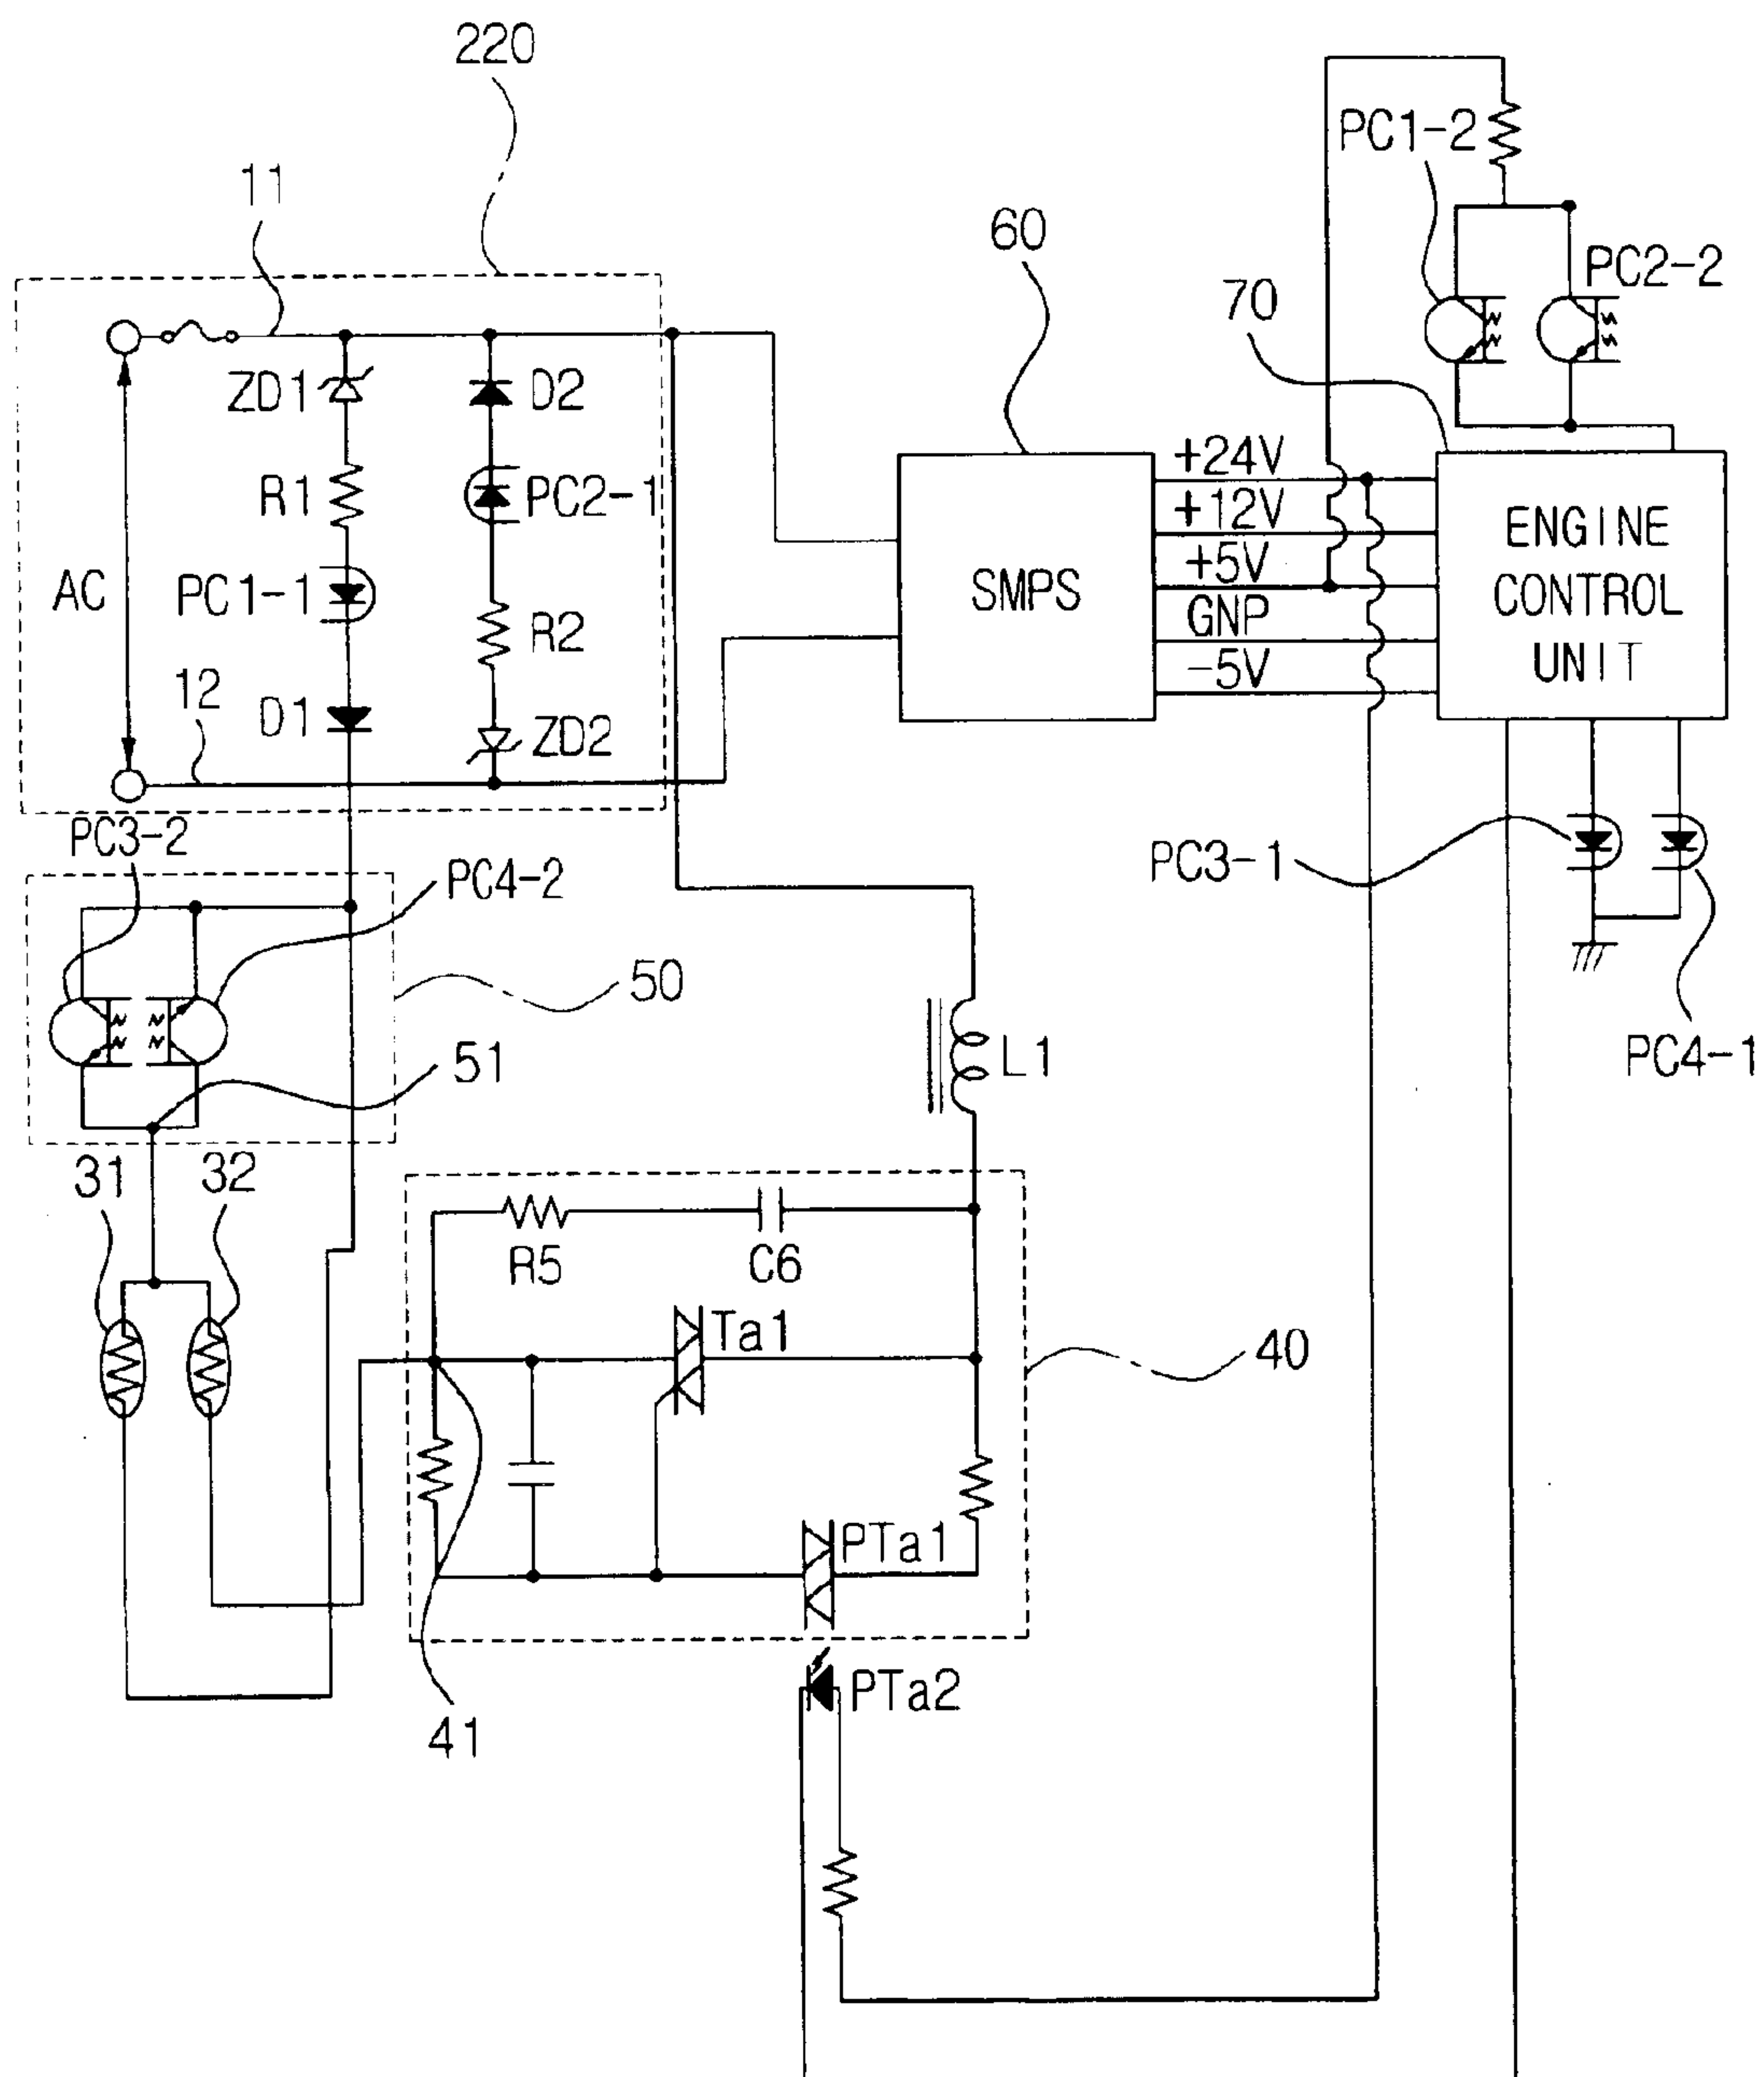 220
11
PC1-2
60
PC2-2
70
ZD1
D2
+24V
R1
PC2-1
+12V
ENGINE
CONTROL
UNIT
AC
PC1-1
SMPS
+5V
R2
GNP
-5V
12
D1
ZD2
PC3-2
PC4-2
PC3-1
50
51
L1
PC4-1
31
32
R5
C6
Ta1
40
PTa1
PTa2
41